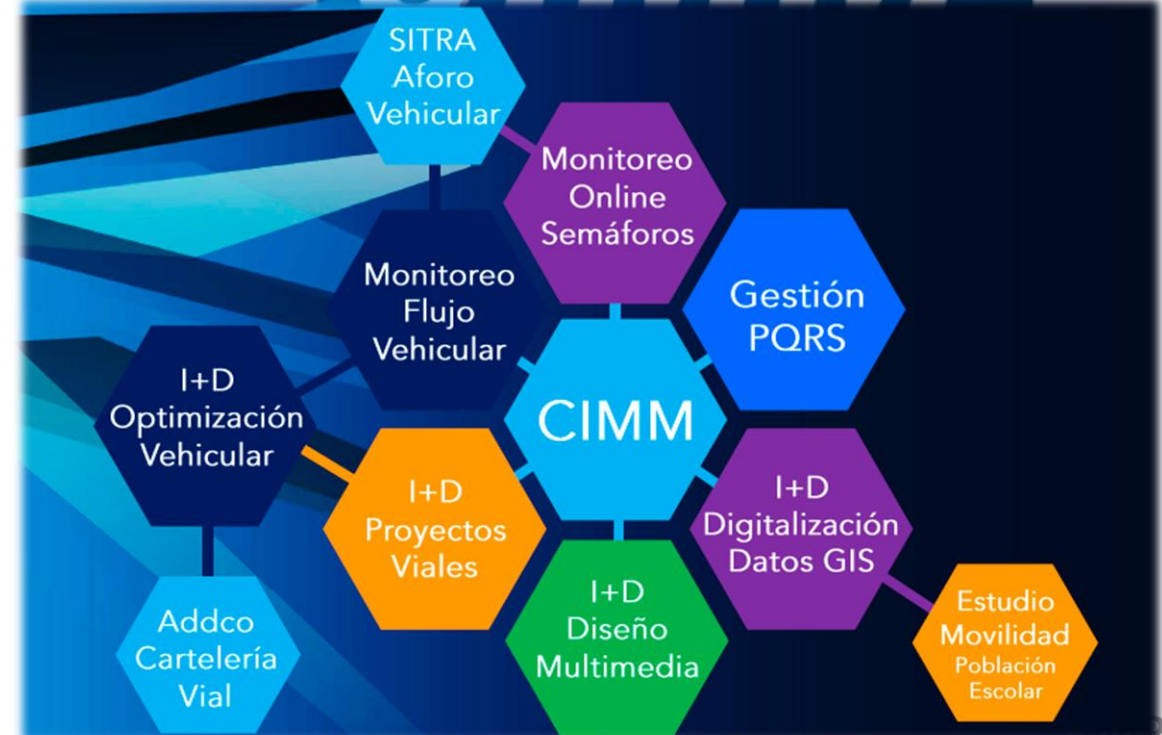 SITRA
Aforo
Vehicular
Monitoreo
Online
Semáforos
Monitoreo
Flujo
Vehicular
Gestión
PQRS
I+D
Optimización
Vehicular
CIMM
I+D
Proyectos
Viales
I+D
Digitalización
Datos GIS
I+D
Diseño
Multimedia
Addco
Cartelería
Vial
Estudio
Movilidad
Población
Escolar